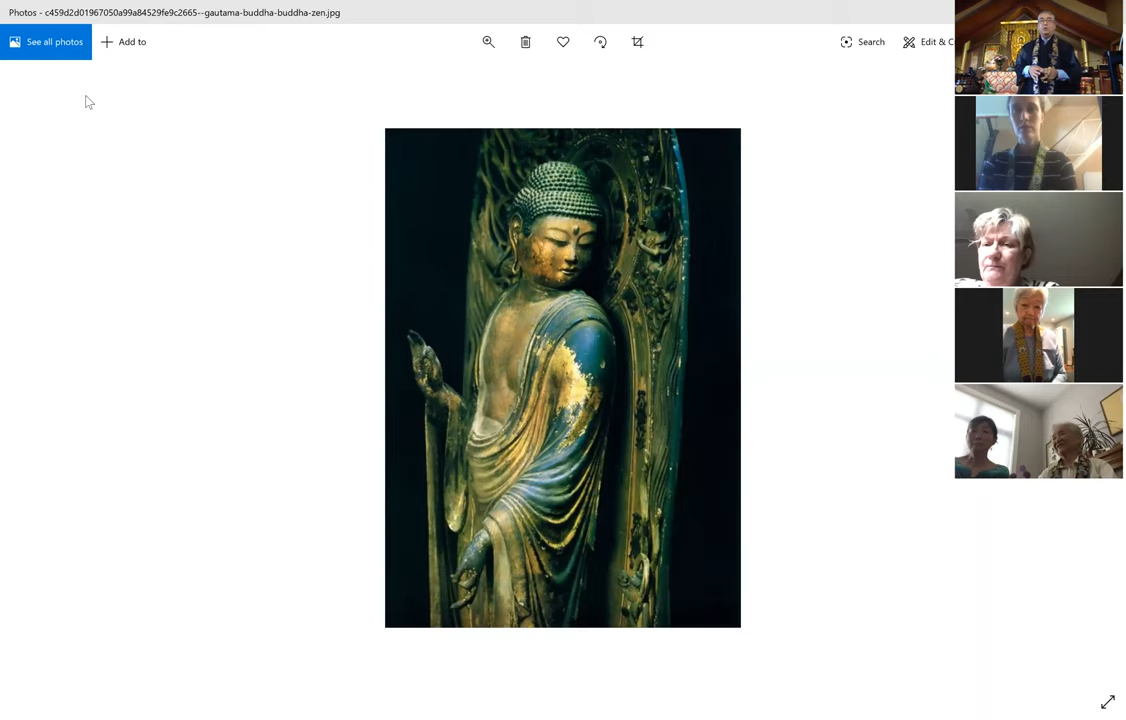 Photos - c459d2d01967050a99a84529fe9c2665--gautama-buddha-buddha-zen.jpg
See all photos
Add to
Search
Edit & C